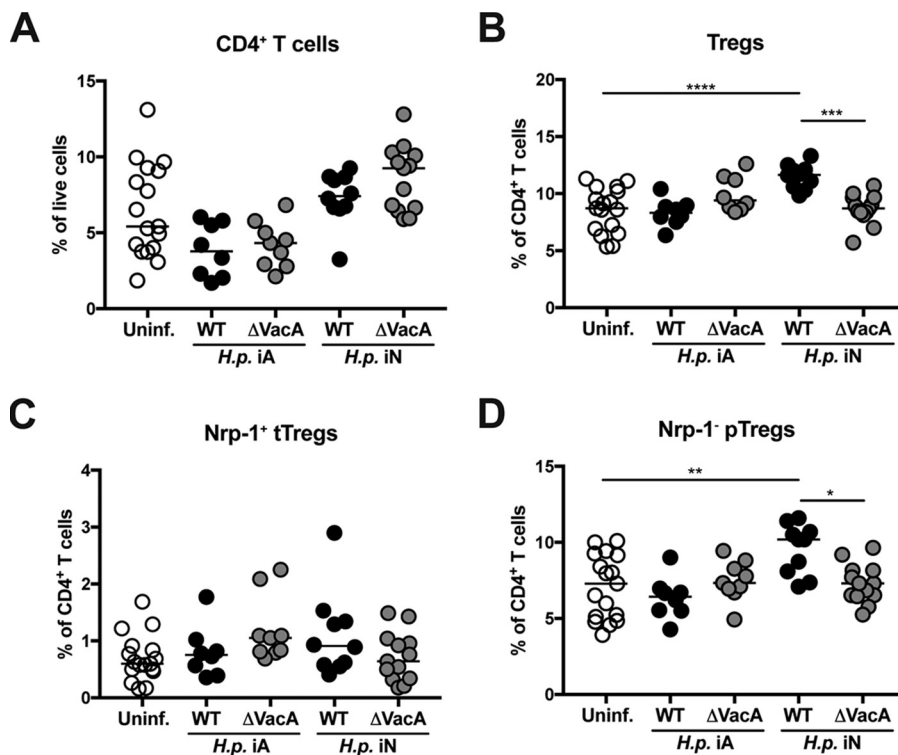 A
CD4⁺ T cells
% of live cells
15
10
5
0
Uninf. WT ΔVacA WT ΔVacA
H.p. iA H.p. iN
B
Tregs
% of CD4⁺ T cells
20
15
10
5
0
****
***
Uninf. WT ΔVacA WT ΔVacA
H.p. iA H.p. iN
C
Nrp-1⁺ tTregs
% of CD4⁺ T cells
4
3
2
1
0
Uninf. WT ΔVacA WT ΔVacA
H.p. iA H.p. iN
D
Nrp-1⁻ pTregs
% of CD4⁺ T cells
15
10
5
0
**
*
Uninf. WT ΔVacA WT ΔVacA
H.p. iA H.p. iN